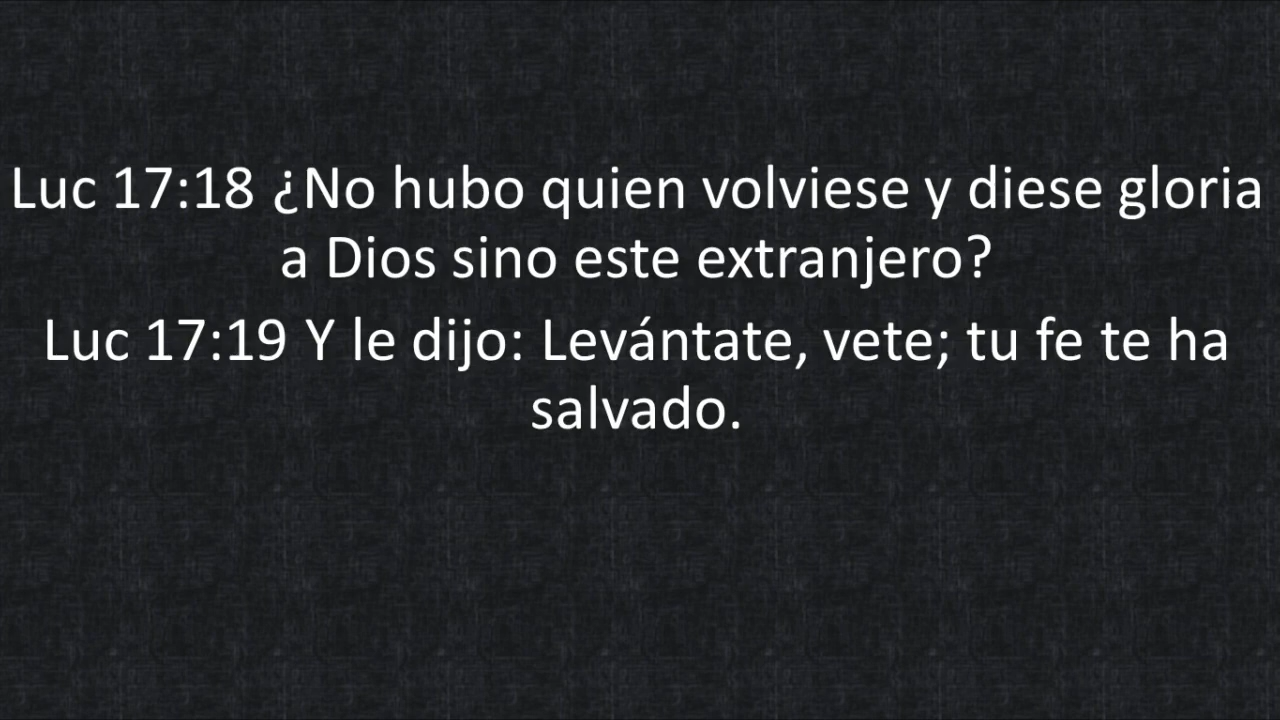 Luc 17:18 ¿No hubo quien volviese y diese gloria
a Dios sino este extranjero?
Luc 17:19 Y le dijo: Levántate, vete; tu fe te ha
salvado.